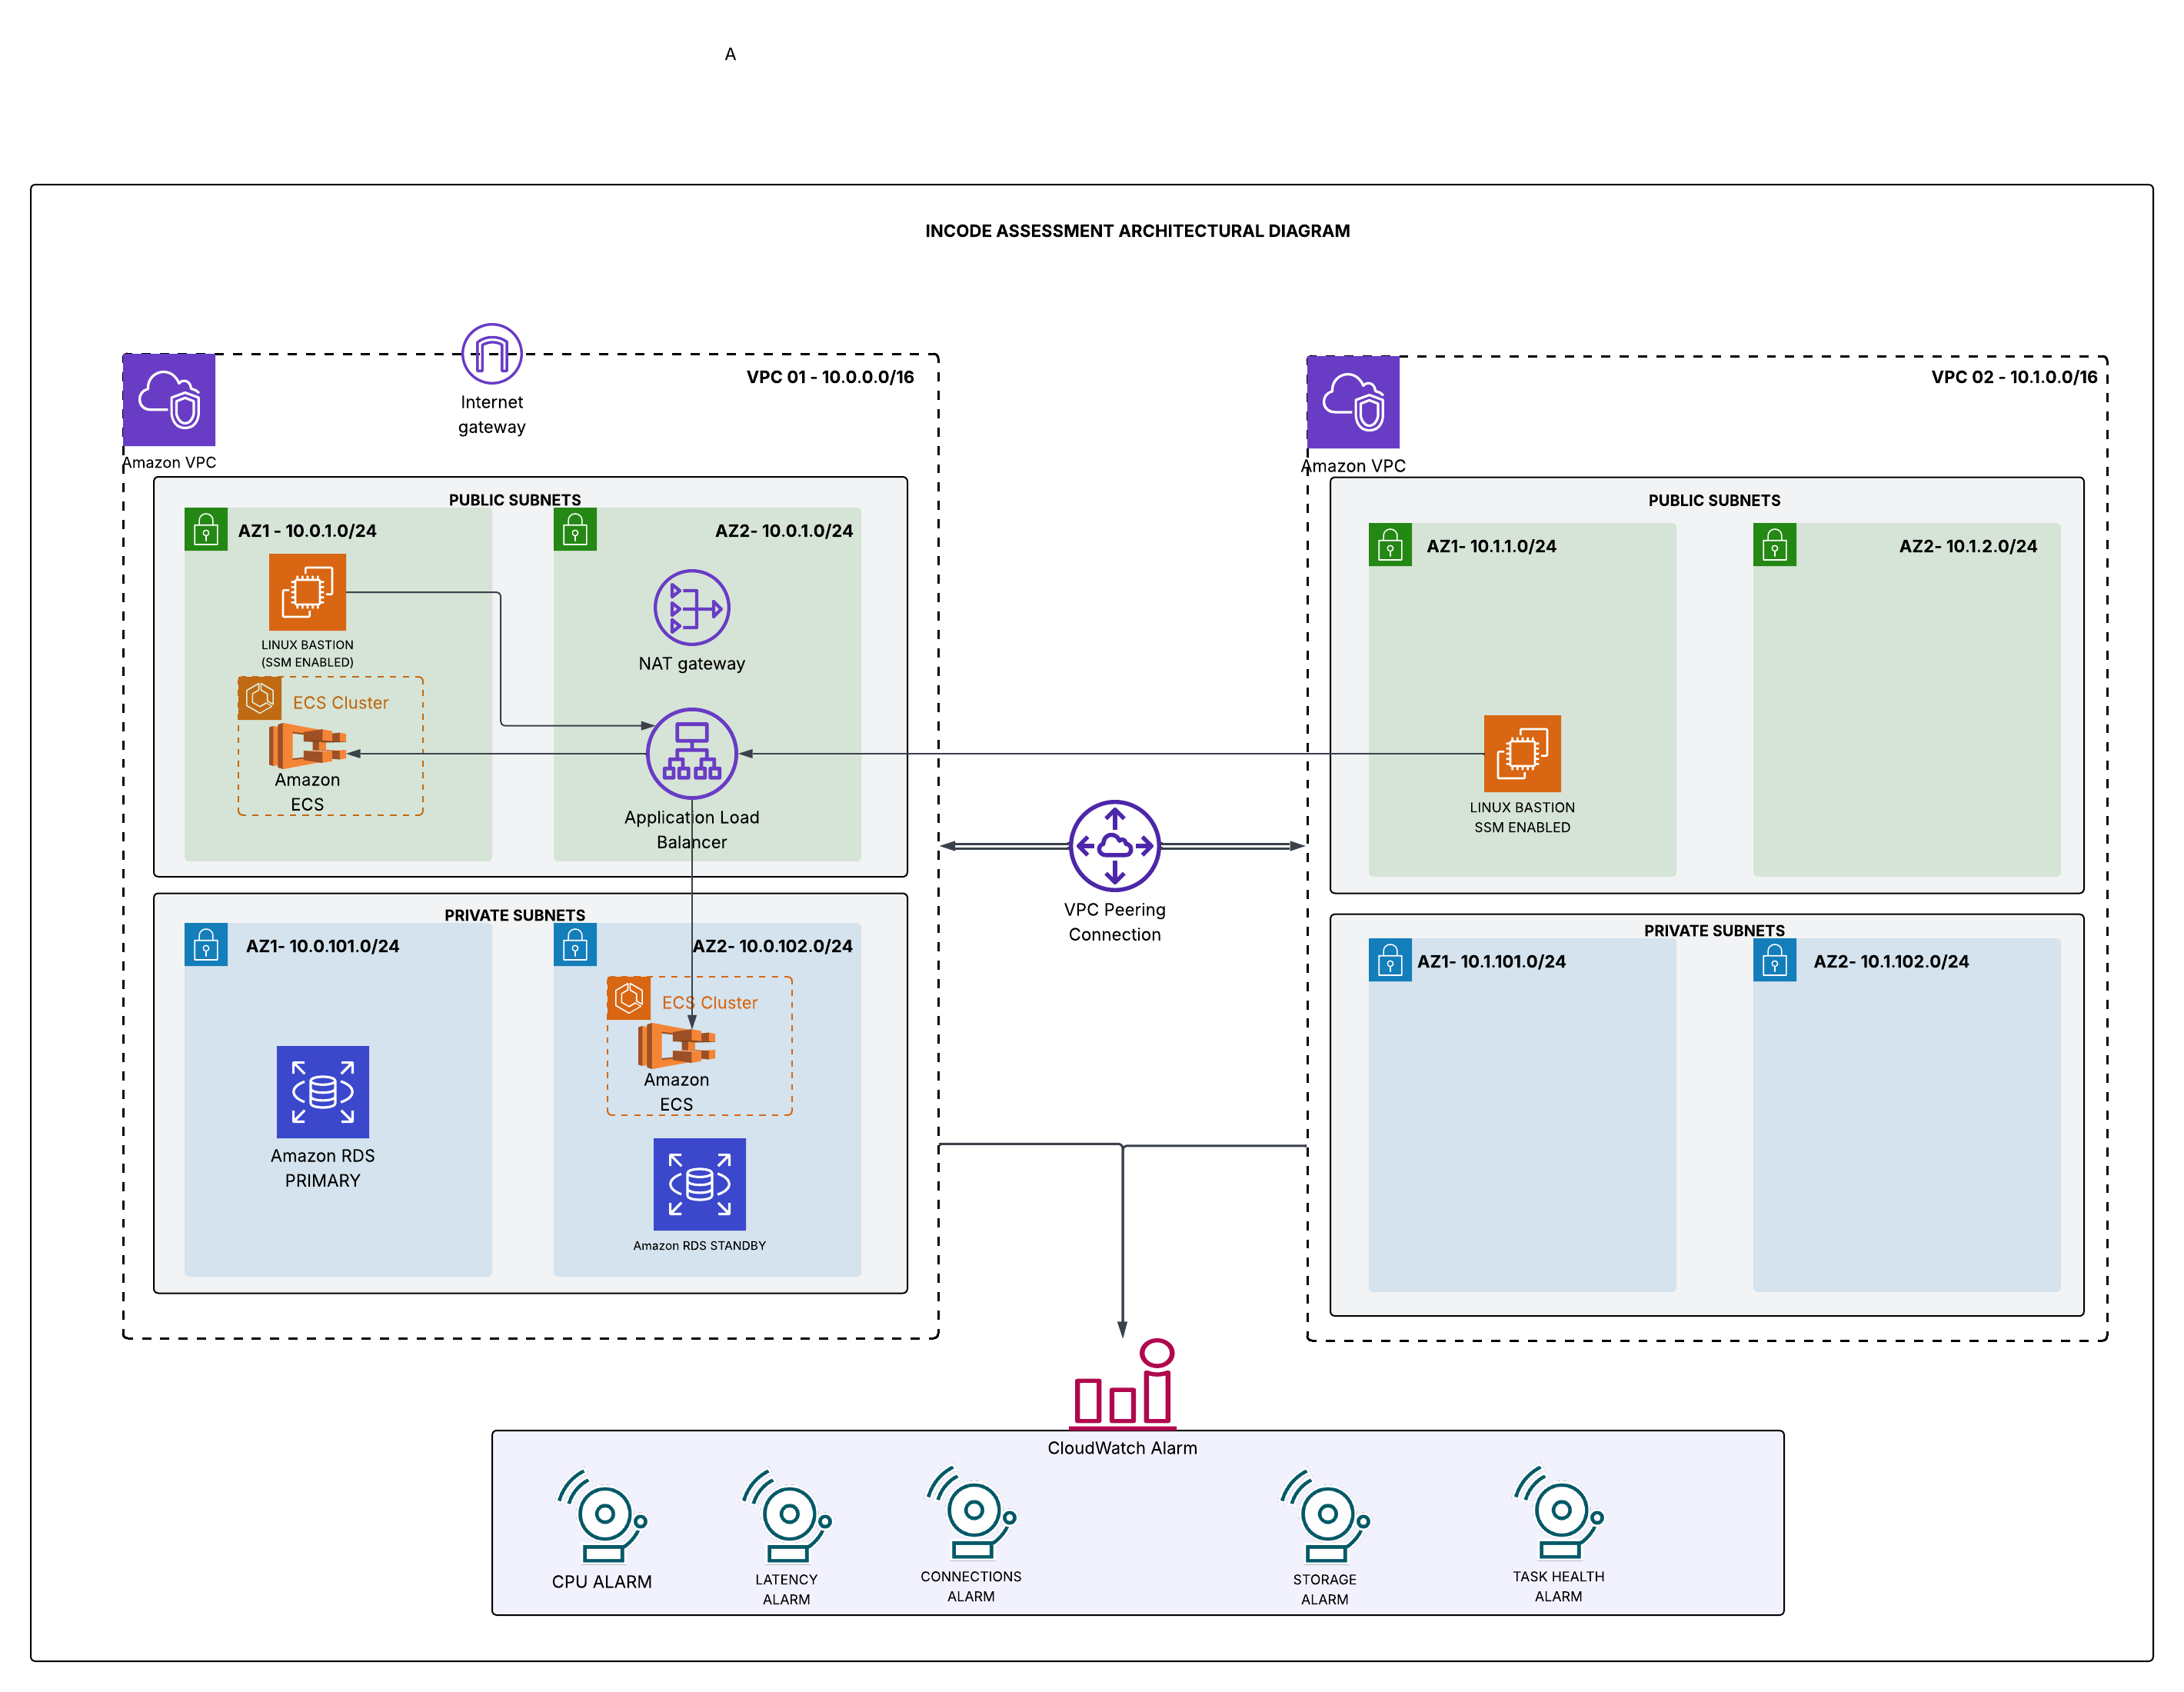 A
INCODE ASSESSMENT ARCHITECTURAL DIAGRAM
Internet
gateway
VPC 01 - 10.0.0.0/16
Amazon VPC
PUBLIC SUBNETS
AZ1 - 10.0.1.0/24
LINUX BASTION
(SSM ENABLED)
ECS Cluster
Amazon
ECS
AZ2- 10.0.1.0/24
NAT gateway
Application Load
Balancer
PRIVATE SUBNETS
AZ1- 10.0.101.0/24
Amazon RDS
PRIMARY
AZ2- 10.0.102.0/24
ECS Cluster
Amazon
ECS
Amazon RDS STANDBY
VPC Peering
Connection
VPC 02 - 10.1.0.0/16
Amazon VPC
PUBLIC SUBNETS
AZ1- 10.1.1.0/24
LINUX BASTION
SSM ENABLED
AZ2- 10.1.2.0/24
PRIVATE SUBNETS
AZ1- 10.1.101.0/24
AZ2- 10.1.102.0/24
CloudWatch Alarm
CPU ALARM
LATENCY
ALARM
CONNECTIONS
ALARM
STORAGE
ALARM
TASK HEALTH
ALARM